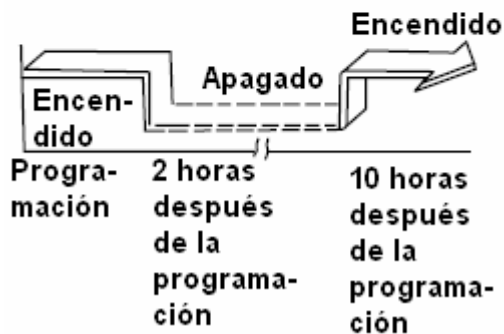 Encendido
Apagado
Encen-
dido
Progra-
mación
2 horas
después
de la
programa-
ción
10 horas
después
de la
programa-
ción